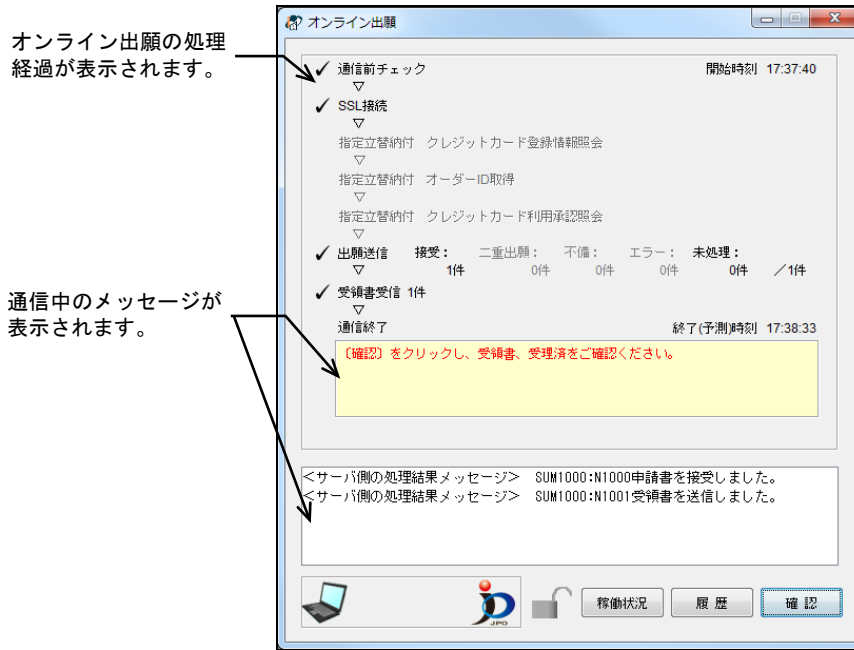 オンライン出願の処理
経過が表示されます。
通信中のメッセージが
表示されます。
オンライン出願
通信前チェック 開始時刻 17:37:40
▽
SSL接続
▽
指定立替納付 クレジットカード登録情報照会
▽
指定立替納付 オーダーID取得
▽
指定立替納付 クレジットカード利用承認照会
▽
出願送信 接受： 二重出願： 不備： エラー： 未処理：
▽ 1件 0件 0件 0件 0件 ／1件
受領書受信 1件
▽
通信終了 終了(予測)時刻 17:38:33
〔確認〕をクリックし、受領書、受理済をご確認ください。
＜サーバ側の処理結果メッセージ＞ SUM1000:N1000申請書を接受しました。
＜サーバ側の処理結果メッセージ＞ SUM1000:N1001受領書を送信しました。
JPO
稼働状況 履 歴 確 認